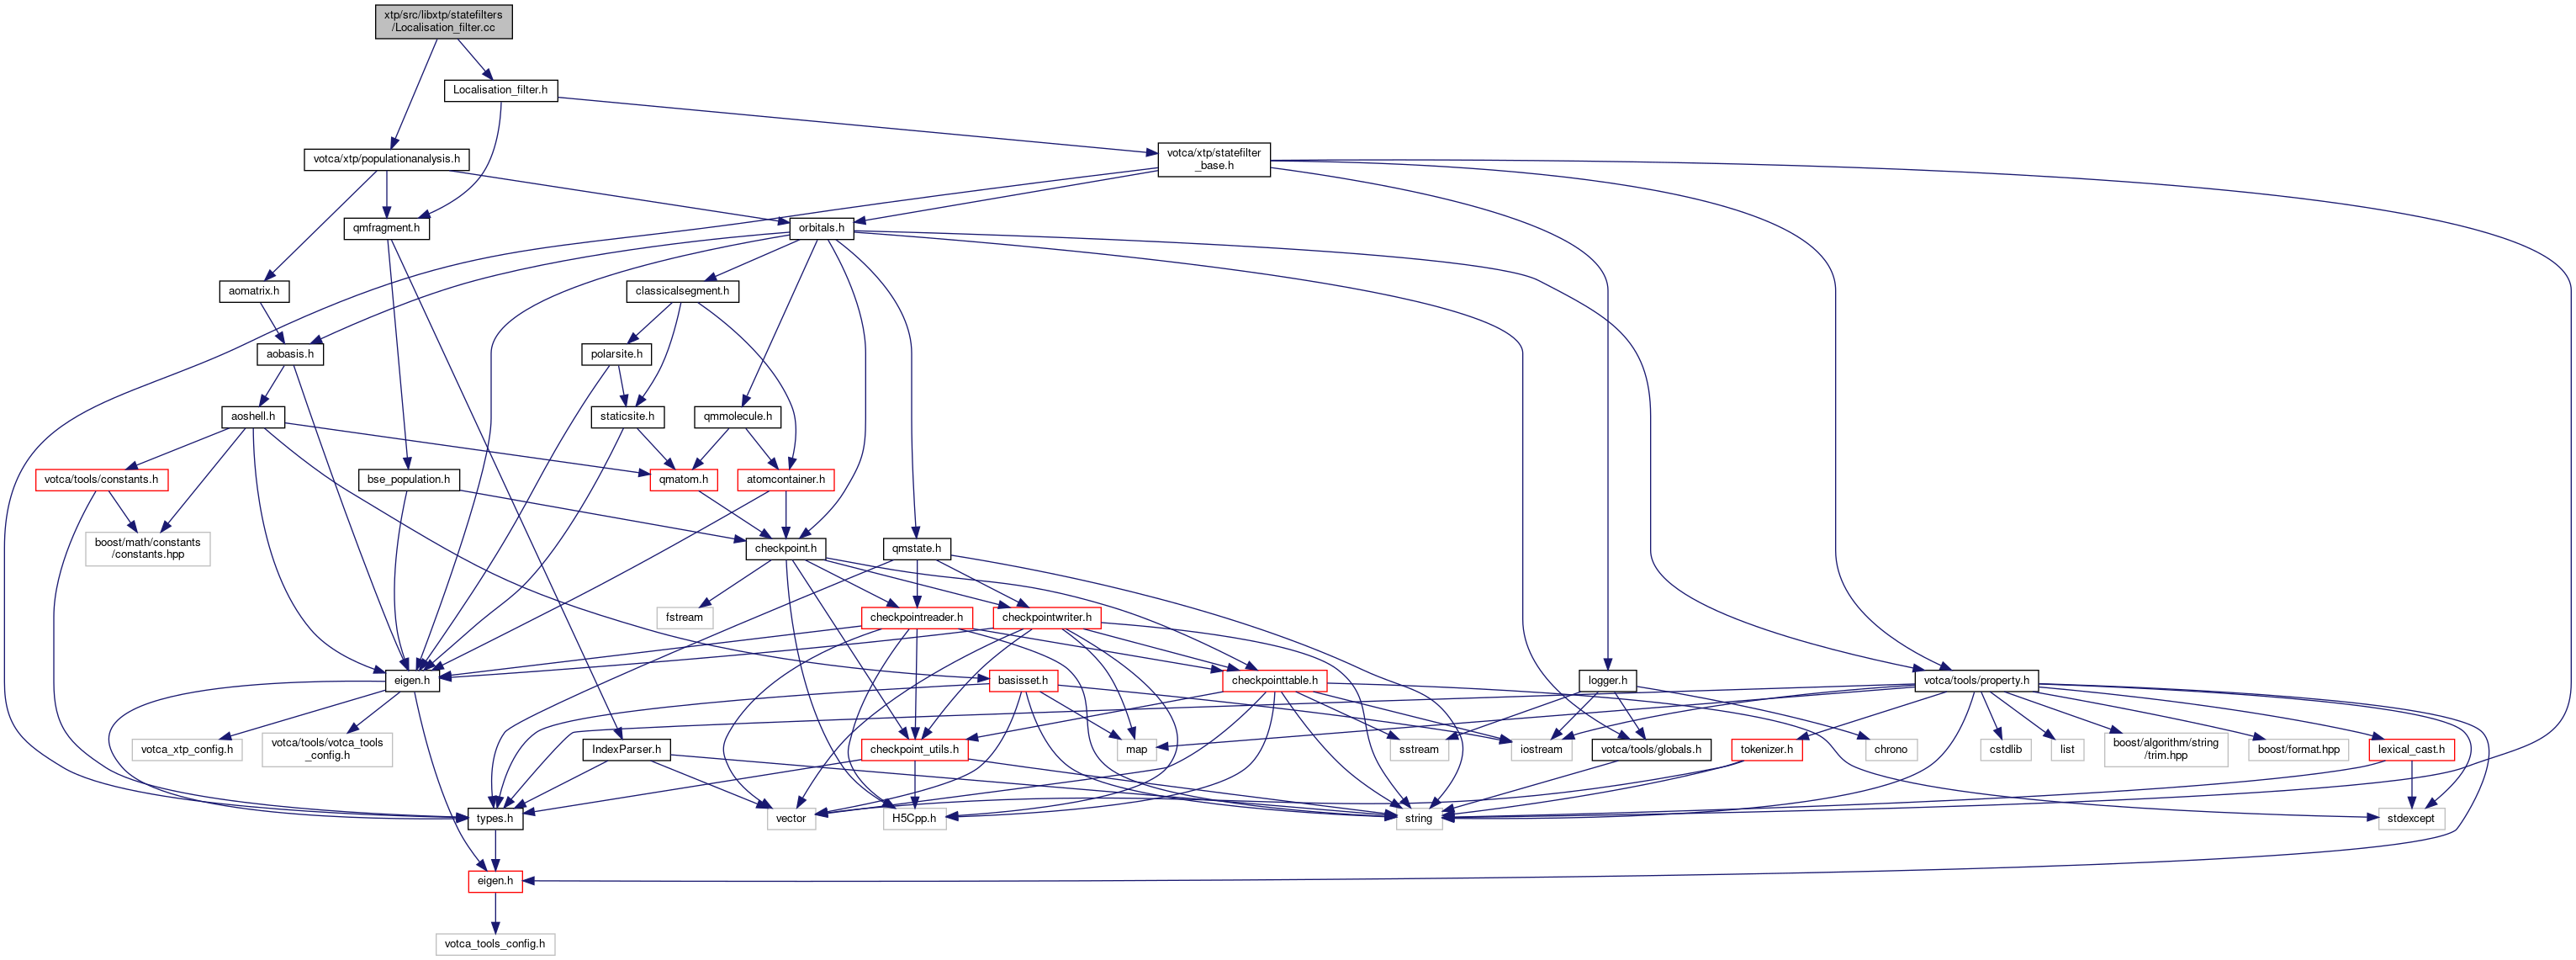 xtp/src/libxtp/statefilters
/Localisation_filter.cc
Localisation_filter.h
votca/xtp/populationanalysis.h
votca/xtp/statefilter
_base.h
qmfragment.h
orbitals.h
aomatrix.h
classicalsegment.h
aobasis.h
polarsite.h
aoshell.h
staticsite.h
qmmolecule.h
votca/tools/constants.h
bse_population.h
qmatom.h
atomcontainer.h
boost/math/constants
/constants.hpp
checkpoint.h
qmstate.h
fstream
checkpointreader.h
checkpointwriter.h
eigen.h
basisset.h
checkpointtable.h
logger.h
votca/tools/property.h
votca_xtp_config.h
votca/tools/votca_tools
_config.h
IndexParser.h
checkpoint_utils.h
map
sstream
iostream
votca/tools/globals.h
tokenizer.h
chrono
cstdlib
list
boost/algorithm/string
/trim.hpp
boost/format.hpp
lexical_cast.h
types.h
vector
H5Cpp.h
string
stdexcept
eigen.h
votca_tools_config.h